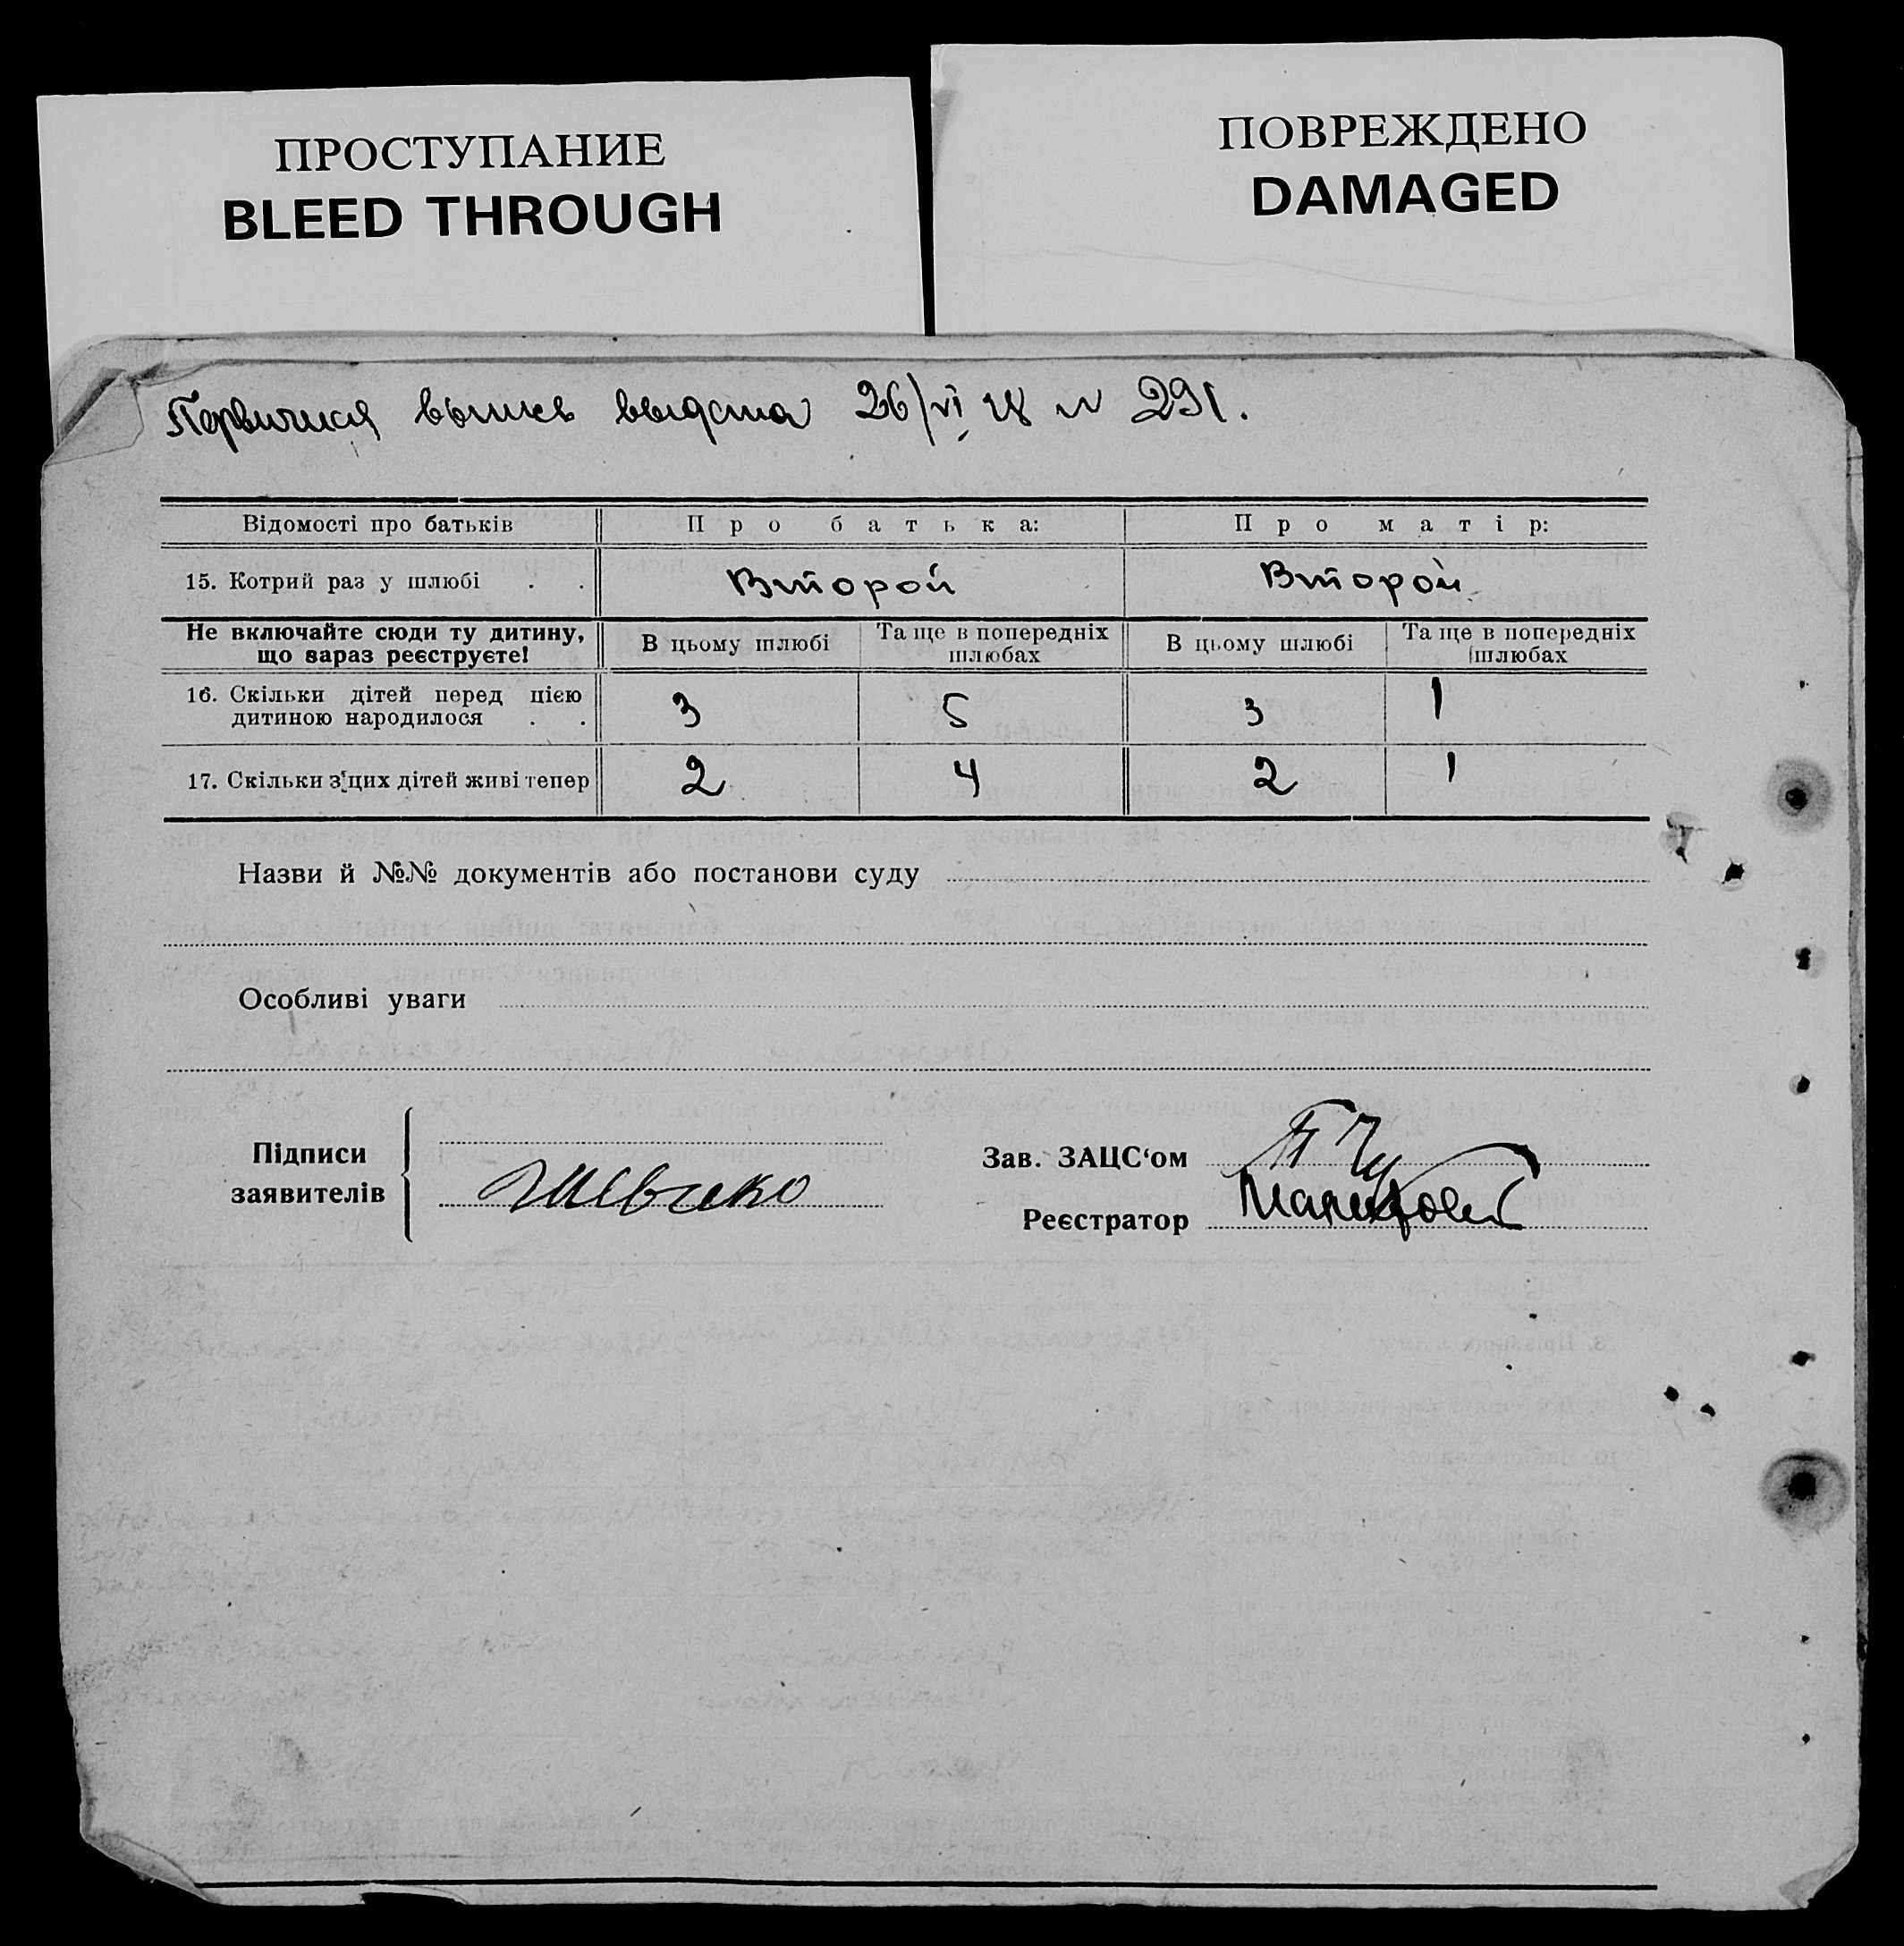 ПРОСТУПАНИЕ
BLEED THROUGH
ПОВРЕЖДЕНО
DAMAGED
Первичная выпись выдана 26/VI 28 № 291.
Відомості про батьків Про батька: Про матір:
15. Котрий раз у шлюбі . . Второй Второй
Не включайте сюди ту дитину, що зараз реєструєте! В цьому шлюбі Та ще в попередніх шлюбах В цьому шлюбі Та ще в попередніх шлюбах
16. Скільки дітей перед цією дитиною народилося . . 3 5 3 1
17. Скільки з цих дітей живі тепер 2 4 2 1
Назви й №№ документів або постанови суду
Особливі уваги
Підписи
заявителів
Зав. ЗАЦС‘ом
Реєстратор